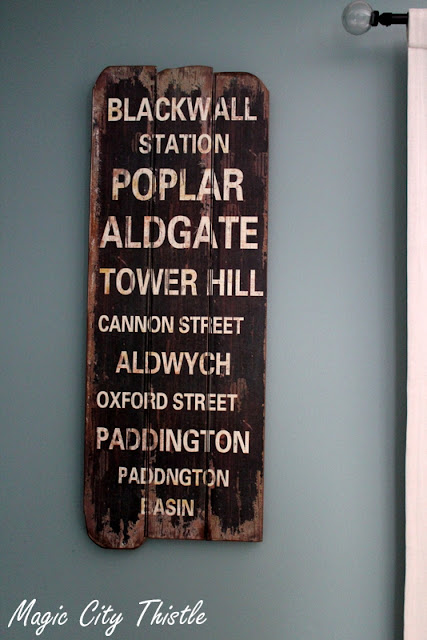 BLACKWALL
STATION
POPLAR
ALDGATE
TOWER HILL
CANNON STREET
ALDWYCH
OXFORD STREET
PADDINGTON
PADDNGTON
BASIN
Magic City Thistle